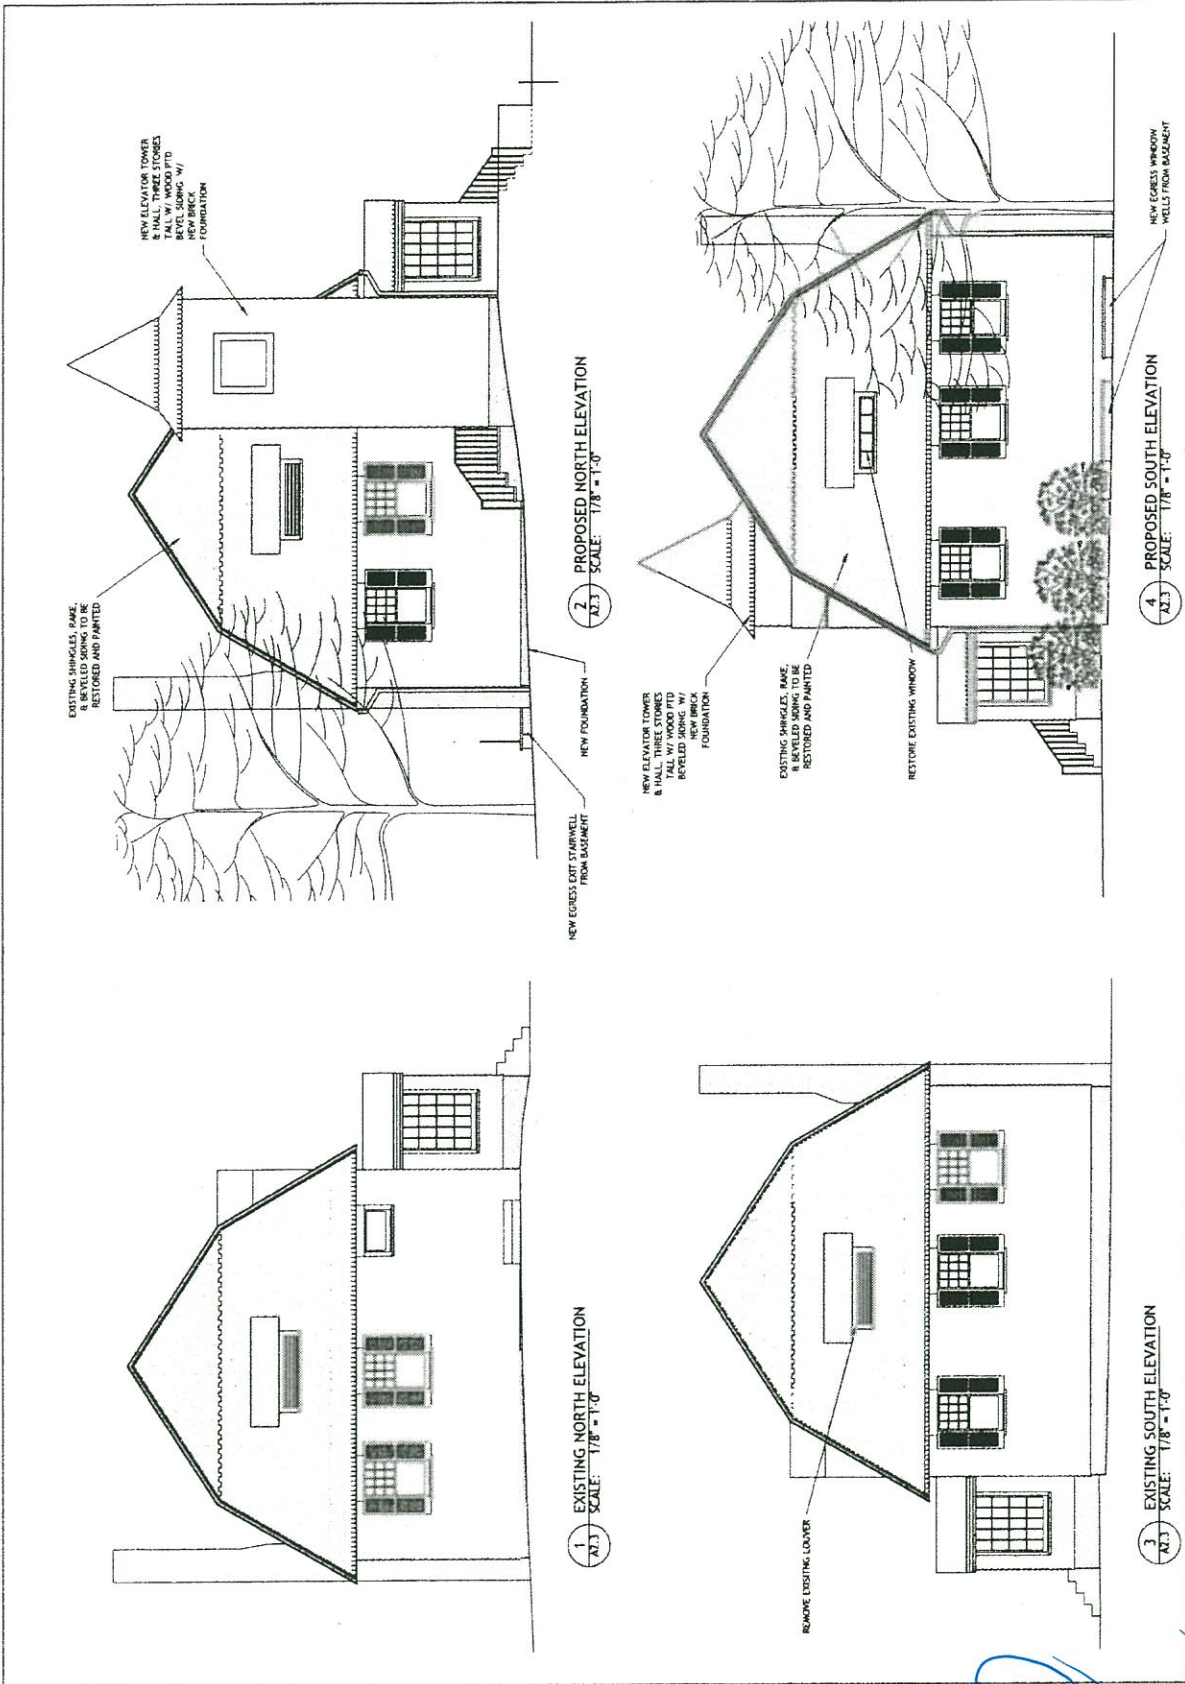 1
A2.3
EXISTING NORTH ELEVATION
SCALE: 1/8" = 1'-0"
EXISTING SHINGLES, RAKE,
& BEVELED SIDING TO BE
RESTORED AND PAINTED
NEW ELEVATOR TOWER
& HALL, THREE STORIES
TALL W/ WOOD PTD
BEVEL SIDING W/
NEW BRICK
FOUNDATION
NEW EGRESS EXIT STAIRWELL
FROM BASEMENT
NEW FOUNDATION
2
A2.3
PROPOSED NORTH ELEVATION
SCALE: 1/8" = 1'-0"
REMOVE EXISITNG LOUVER
3
A2.3
EXISTING SOUTH ELEVATION
SCALE: 1/8" = 1'-0"
NEW ELEVATOR TOWER
& HALL, THREE STORIES
TALL W/ WOOD PTD
BEVELED SIDING W/
NEW BRICK
FOUNDATION
EXISTING SHINGLES, RAKE,
& BEVELED SIDING TO BE
RESTORED AND PAINTED
RESTORE EXISTING WINDOW
4
A2.3
PROPOSED SOUTH ELEVATION
SCALE: 1/8" = 1'-0"
NEW EGRESS WINDOW
WELLS FROM BASEMENT